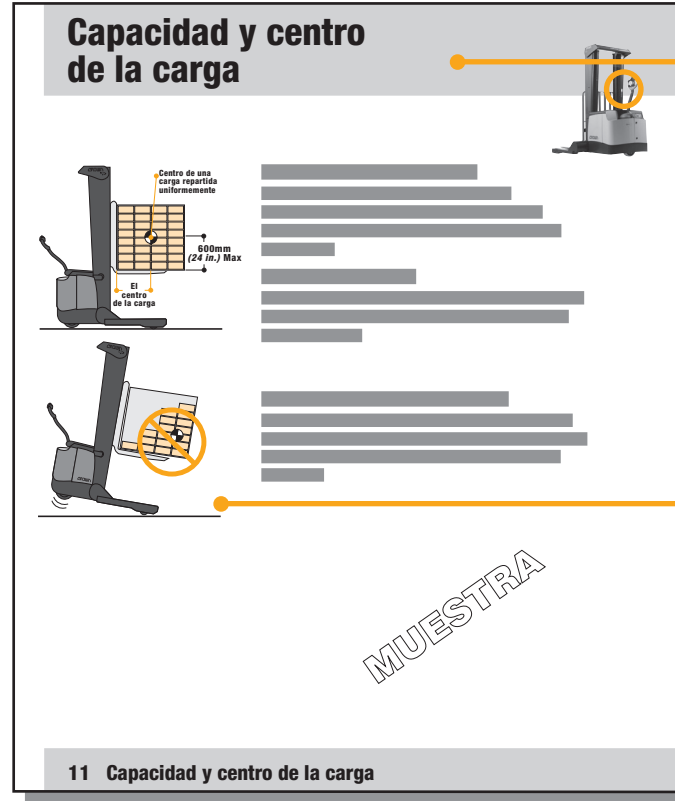 Capacidad y centro
de la carga
Centro de una
carga repartida
uniformemente
600mm
(24 in.) Max
El
centro
de la carga
MUESTRA
11 Capacidad y centro de la carga